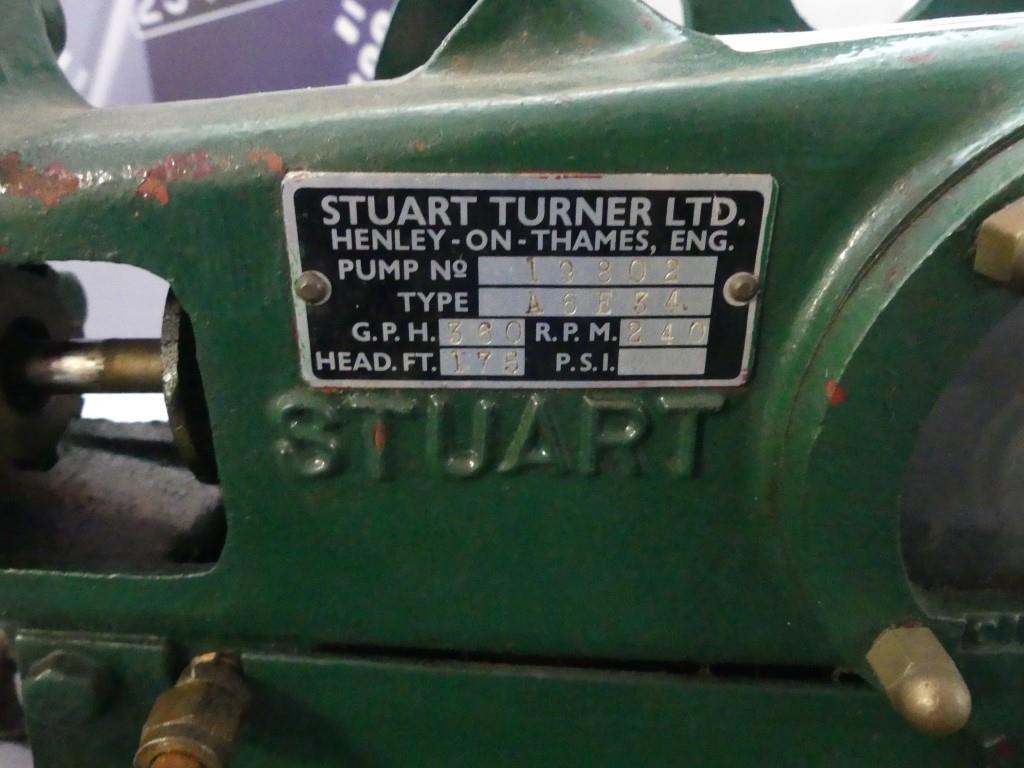 STUART TURNER LTD.
HENLEY-ON-THAMES, ENG.
PUMP Nº 19802
TYPE A6E34
G.P.H. 360 R.P.M. 240
HEAD. FT. 175 P.S.I.
STUART